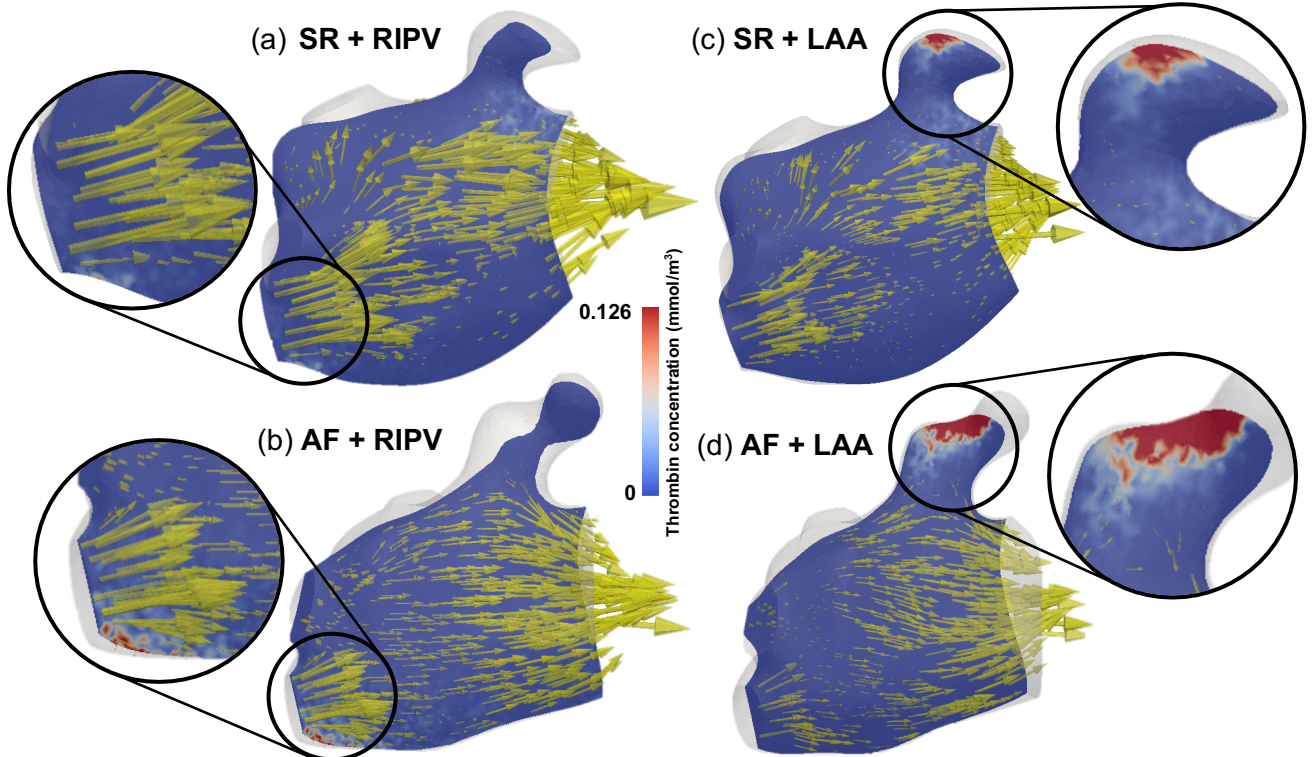 (a) SR + RIPV
(c) SR + LAA
0.126
Thrombin concentration (mmol/m³)
0
(b) AF + RIPV
(d) AF + LAA